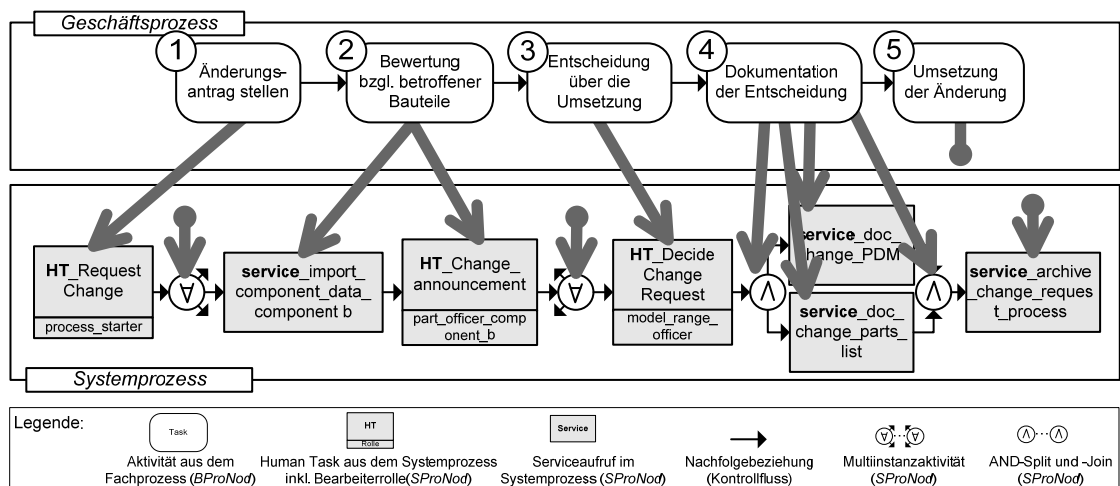 Geschäftsprozess
1
Änderungs-
antrag stellen
2
Bewertung
bzgl. betroffener
Bauteile
3
Entscheidung
über die
Umsetzung
4
Dokumentation
der Entscheidung
5
Umsetzung
der Änderung
HT_Request
Change
process_starter
∀
service_import_
component_data_
component b
HT_Change_
announcement
part_officer_comp
onent_b
∀
HT_Decide
Change
Request
model_range_
officer
Λ
service_doc_
change_PDM
service_doc_
change_parts_
list
Λ
service_archive
_change_reques
t_process
Systemprozess
Legende:
Task
Aktivität aus dem
Fachprozess (BProNod)
HT
Rolle
Human Task aus dem Systemprozess
inkl. Bearbeiterrolle(SProNod)
Service
Serviceaufruf im
Systemprozess (SProNod)
Nachfolgebeziehung
(Kontrollfluss)
∀...∀
Multiinstanzaktivität
(SProNod)
Λ...Λ
AND-Split und -Join
(SProNod)